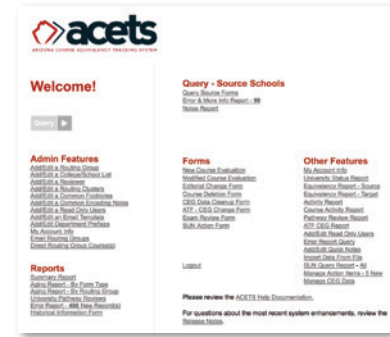 acets
ARIZONA COURSE EQUIVALENCY TRACKING SYSTEM
Welcome!
Query
Query - Source Schools
Query Source Forms
Error & More Info Report - 99
Notes Report
Admin Features
Add/Edit a Routing Group
Add/Edit a College/School List
Add/Edit a Reviewer
Add/Edit a Routing Clusters
Add/Edit a Common Footnotes
Add/Edit a Common Encoding Notes
Add/Edit a Read Only Users
Add/Edit an Email Template
Add/Edit Department Prefixes
My Account Info
Email Routing Groups
Direct Routing Group Course(s)
Reports
Summary Report
Aging Report - By Form Type
Aging Report - By Routing Group
University Pathway Reviews
Error Report - 488 New Record(s)
Historical Information Form
Forms
New Course Evaluation
Modified Course Evaluation
Editorial Change Form
Course Deletion Form
CEG Data Cleanup Form
ATF - CEG Change Form
Exam Review Form
SUN Action Form
Logout
Other Features
My Account Info
University Status Report
Equivalency Report - Source
Equivalency Report - Target
Activity Report
Course Activity Report
Pathway Review Report
ATF CEG Report
Add/Edit Read Only Users
Error Report Query
Add/Edit Quick Notes
Import Data From File
SUN Query Report - All
Manage Action Items - 5 New
Manage CEG Data
Please review the ACETS Help Documentation.
For questions about the most recent system enhancements, review the
Release Notes.